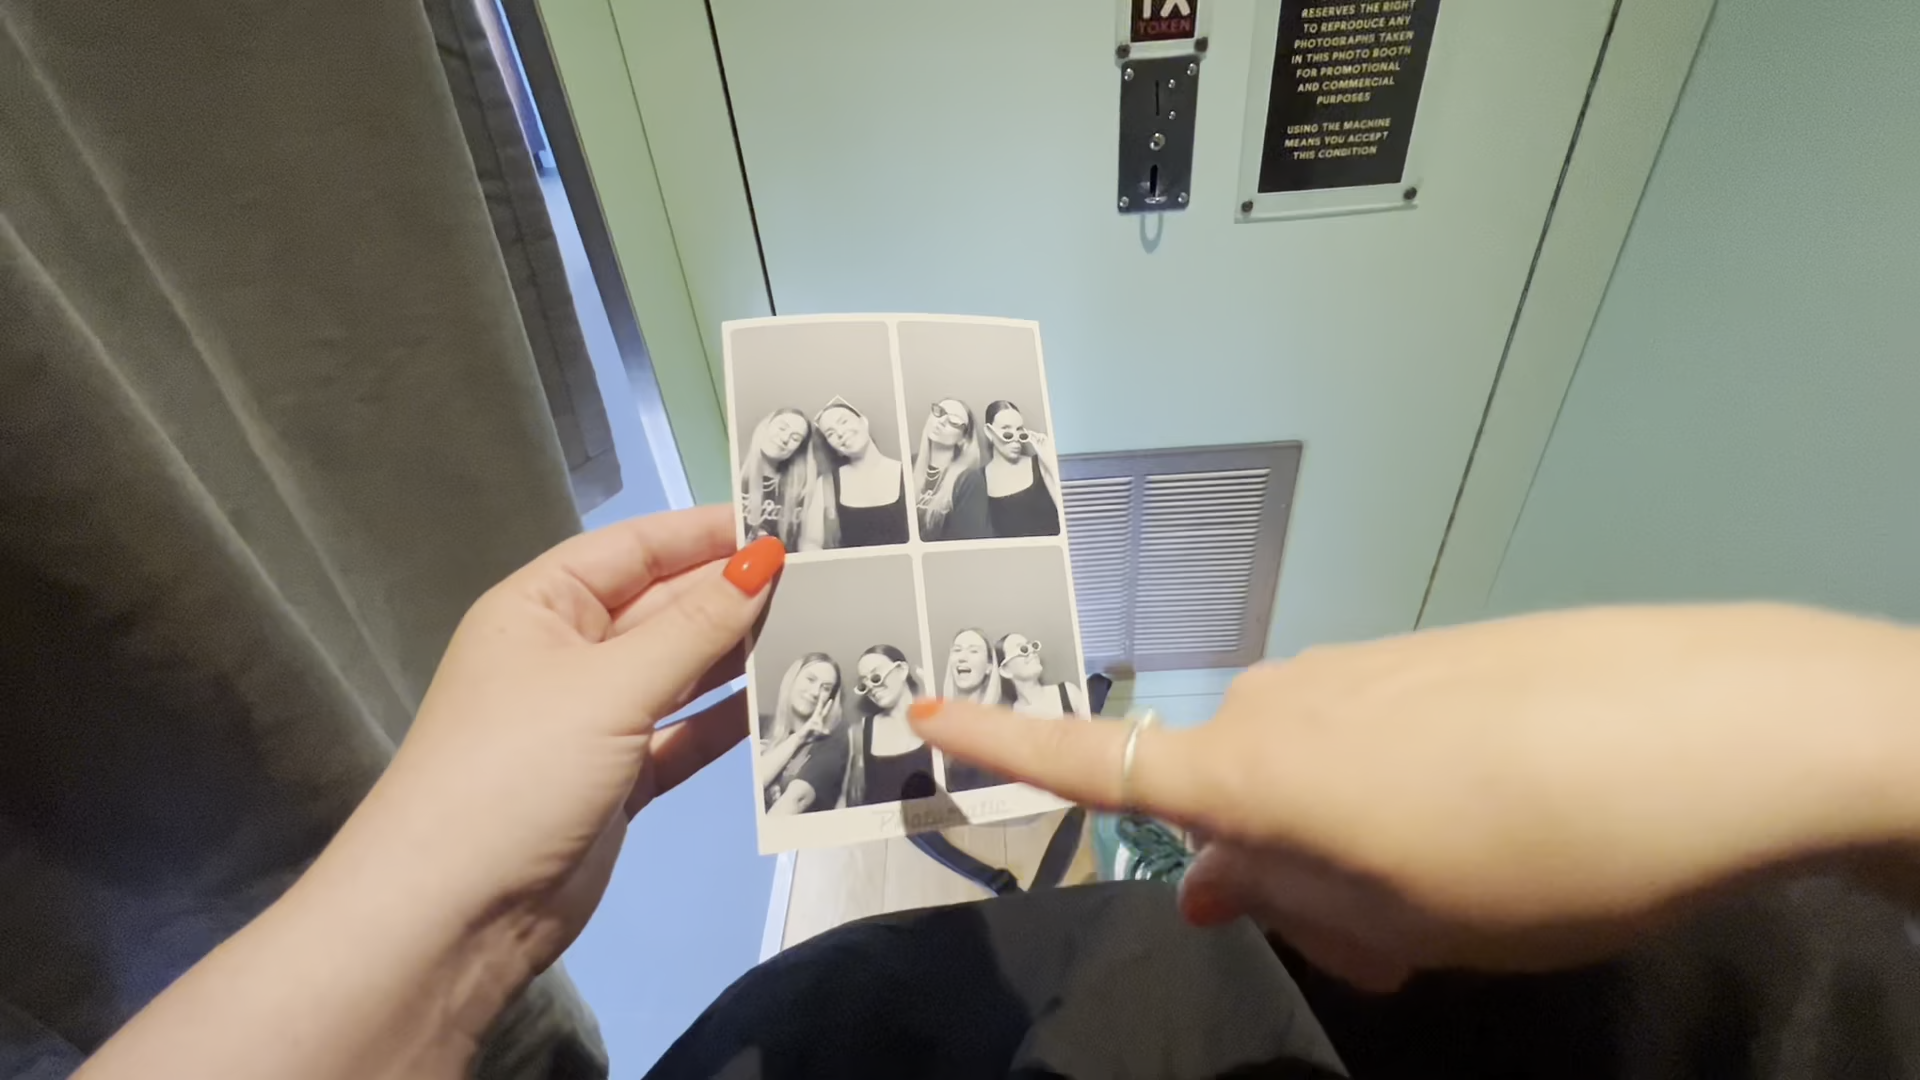 1X
TOKEN
RESERVES THE RIGHT
TO REPRODUCE ANY
PHOTOGRAPHS TAKEN
IN THIS PHOTO BOOTH
FOR PROMOTIONAL
AND COMMERCIAL
PURPOSES
USING THE MACHINE
MEANS YOU ACCEPT
THIS CONDITION
Photomatic